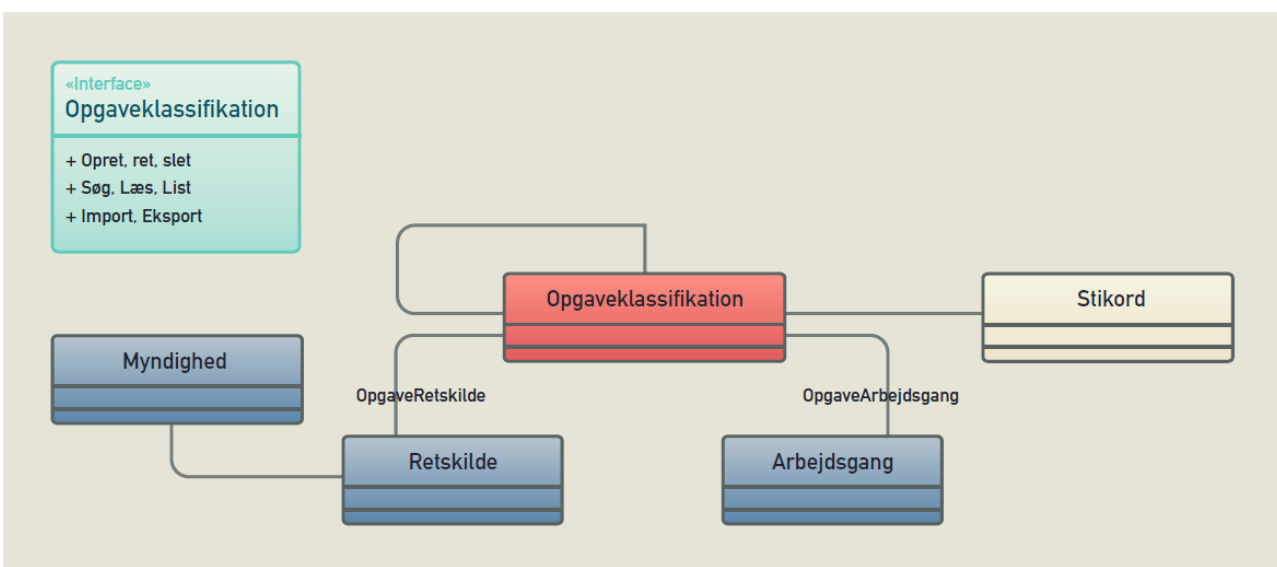 «Interface»
Opgaveklassifikation
+ Opret, ret, slet
+ Søg, Læs, List
+ Import, Eksport
Opgaveklassifikation
Stikord
Myndighed
OpgaveRetskilde
OpgaveArbejdsgang
Retskilde
Arbejdsgang